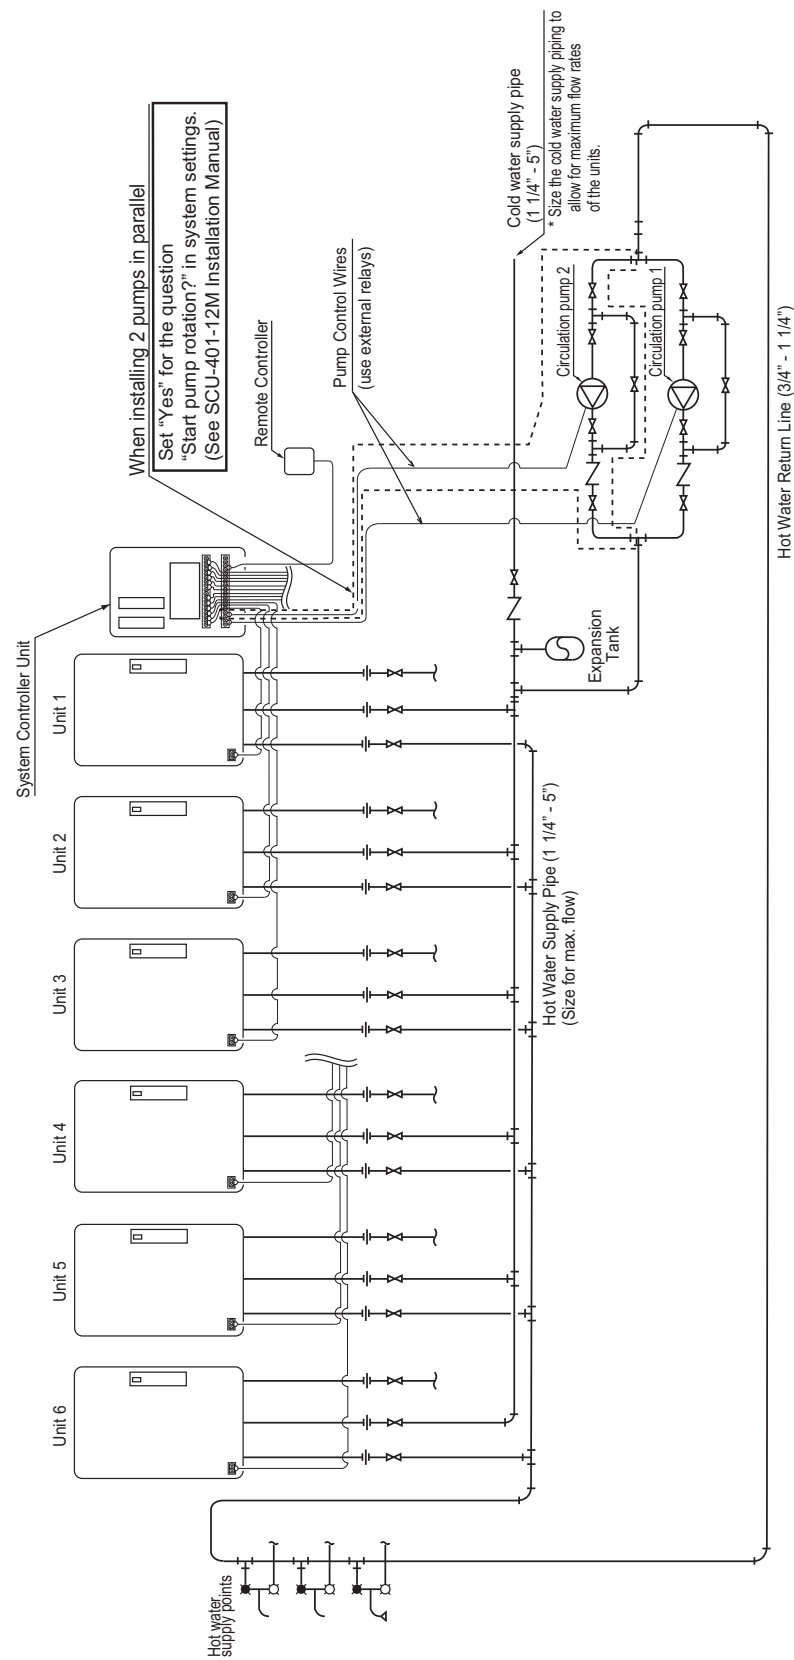 Hot water
supply points
Unit 6
Unit 5
Unit 4
Unit 3
Unit 2
Unit 1
System Controller Unit
When installing 2 pumps in parallel
Set “Yes” for the question
“Start pump rotation?” in system settings.
(See SCU-401-12M Installation Manual)
Remote Controller
Pump Control Wires
(use external relays)
Cold water supply pipe
(1 1/4” - 5”)
* Size the cold water supply piping to
allow for maximum flow rates
of the units.
Hot Water Supply Pipe (1 1/4” - 5”)
(Size for max. flow)
Expansion
Tank
Circulation pump 2
Circulation pump 1
Hot Water Return Line (3/4” - 1 1/4”)